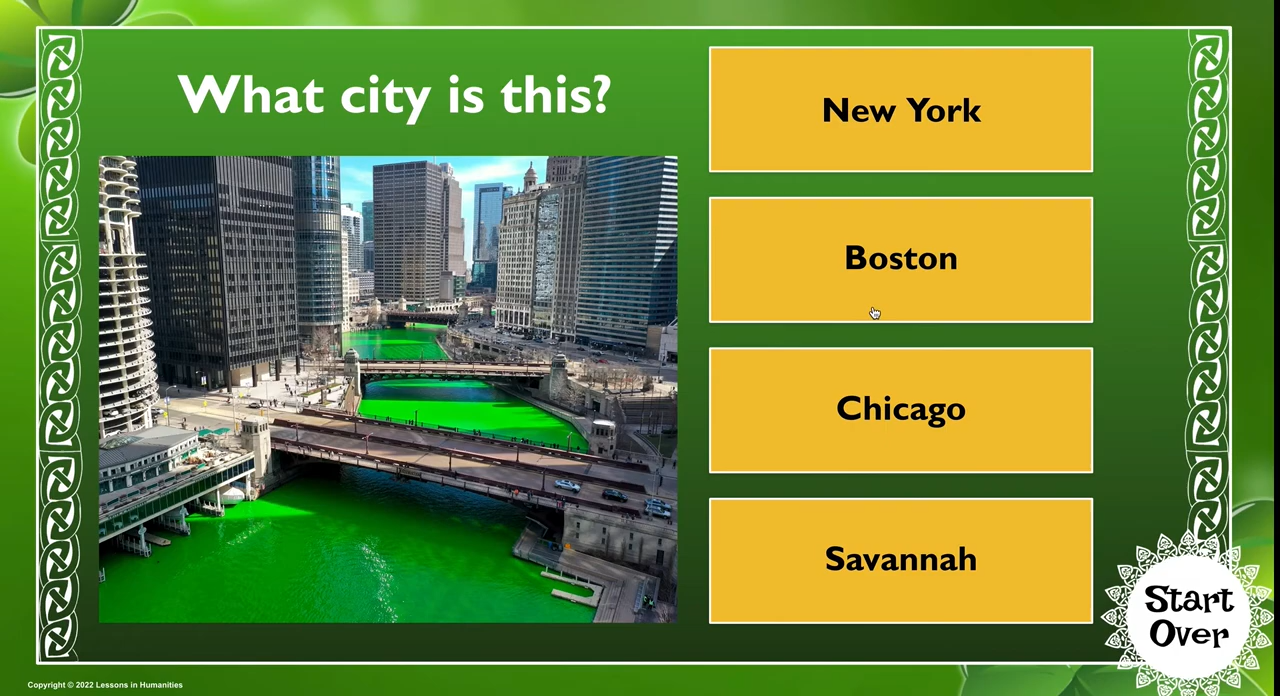 What city is this?
New York
Boston
Chicago
Savannah
Start
Over
Copyright © 2022 Lessons in Humanities